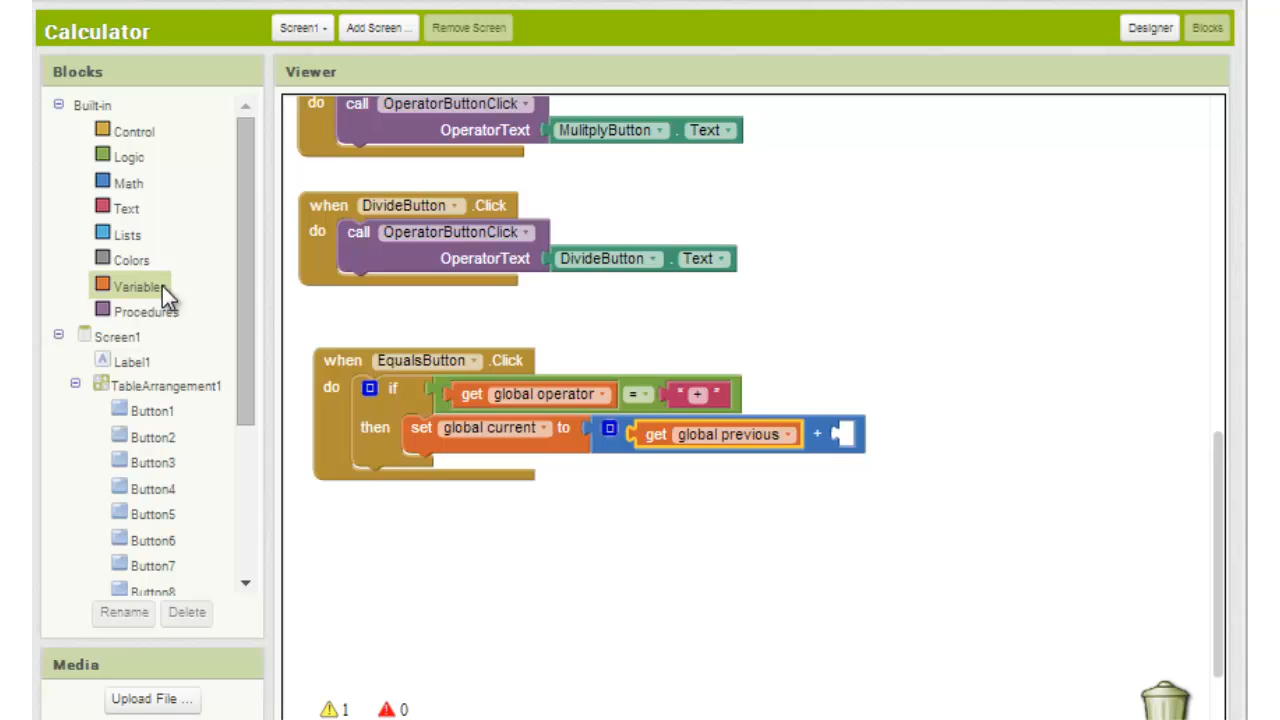 Calculator Screen1 Add Screen ... Remove Screen Designer Blocks
Blocks
Built-in
Control
Logic
Math
Text
Lists
Colors
Variables
Procedures
Screen1
Label1
TableArrangement1
Button1
Button2
Button3
Button4
Button5
Button6
Button7
Button8
Rename Delete
Media
Upload File ...
Viewer
do call OperatorButtonClick
OperatorText MulitplyButton . Text
when DivideButton .Click
do call OperatorButtonClick
OperatorText DivideButton . Text
when EqualsButton .Click
do if get global operator = " + "
then set global current to get global previous +
1 0